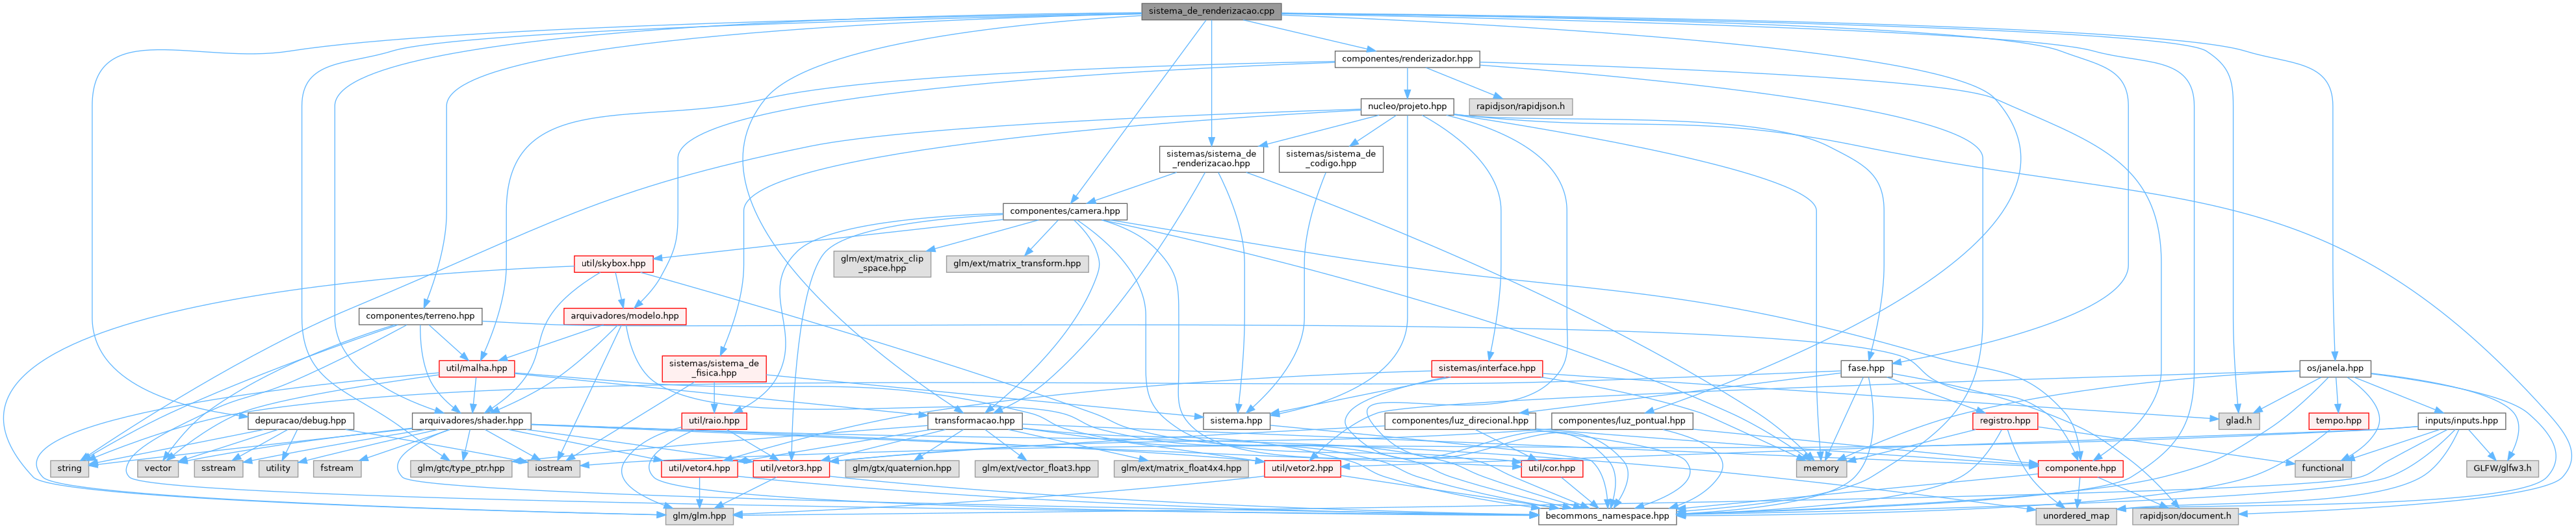 sistema_de_renderizacao.cpp
componentes/renderizador.hpp
nucleo/projeto.hpp
rapidjson/rapidjson.h
sistemas/sistema_de
_renderizacao.hpp
sistemas/sistema_de
_codigo.hpp
componentes/camera.hpp
util/skybox.hpp
glm/ext/matrix_clip
_space.hpp
glm/ext/matrix_transform.hpp
componentes/terreno.hpp
arquivadores/modelo.hpp
util/malha.hpp
sistemas/sistema_de
_fisica.hpp
sistemas/interface.hpp
fase.hpp
os/janela.hpp
depuracao/debug.hpp
arquivadores/shader.hpp
util/raio.hpp
transformacao.hpp
sistema.hpp
componentes/luz_direcional.hpp
componentes/luz_pontual.hpp
registro.hpp
glad.h
tempo.hpp
inputs/inputs.hpp
string
vector
sstream
utility
fstream
glm/gtc/type_ptr.hpp
iostream
util/vetor4.hpp
util/vetor3.hpp
glm/gtx/quaternion.hpp
glm/ext/vector_float3.hpp
glm/ext/matrix_float4x4.hpp
util/vetor2.hpp
util/cor.hpp
memory
componente.hpp
functional
GLFW/glfw3.h
glm/glm.hpp
becommons_namespace.hpp
unordered_map
rapidjson/document.h